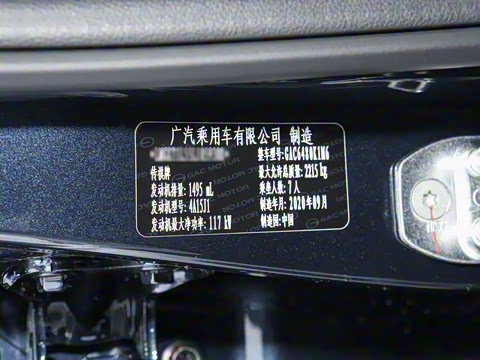 广汽乘用车有限公司 制造
整车型号:GAC6480K1M6
传祺牌 最大允许总质量:2215 kg
发动机排量:1495 mL 乘坐人数:7人
发动机型号:4A15J1 制造年月:2020年09月
发动机最大净功率:117 kW 制造国:中国
GAC MOTOR